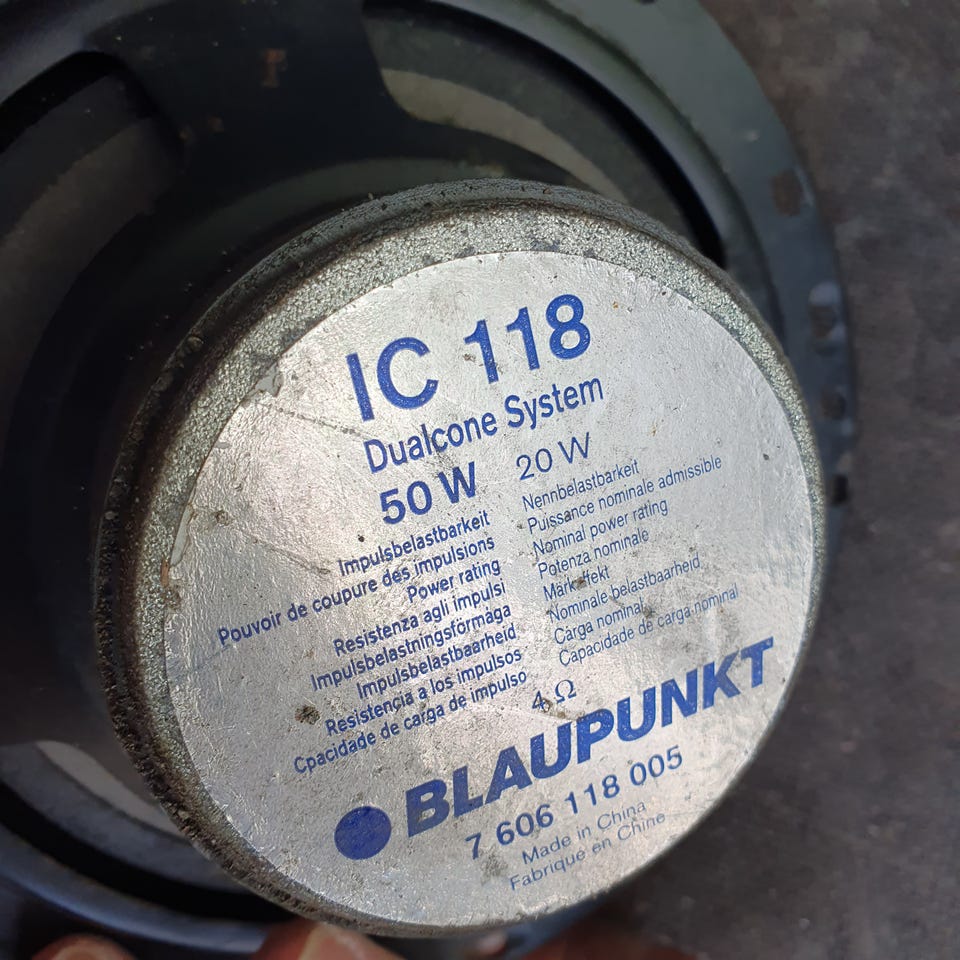 IC 118
Dualcone System
50 W 20 W
Impulsbelastbarkeit
Pouvoir de coupure des impulsions
Power rating
Resistenza agli impulsi
Impulsbelastningsförmåga
Impulsbelastbaarheid
Resistencia a los impulsos
Cpacidade de carga de impulso
Nennbelastbarkeit
Puissance nominale admissible
Nominal power rating
Potenza nominale
Märkeffekt
Nominale belastbaarheid
Carga nominal
Capacidade de carga nominal
4 Ω
BLAUPUNKT
7 606 118 005
Made in China
Fabriqué en Chine